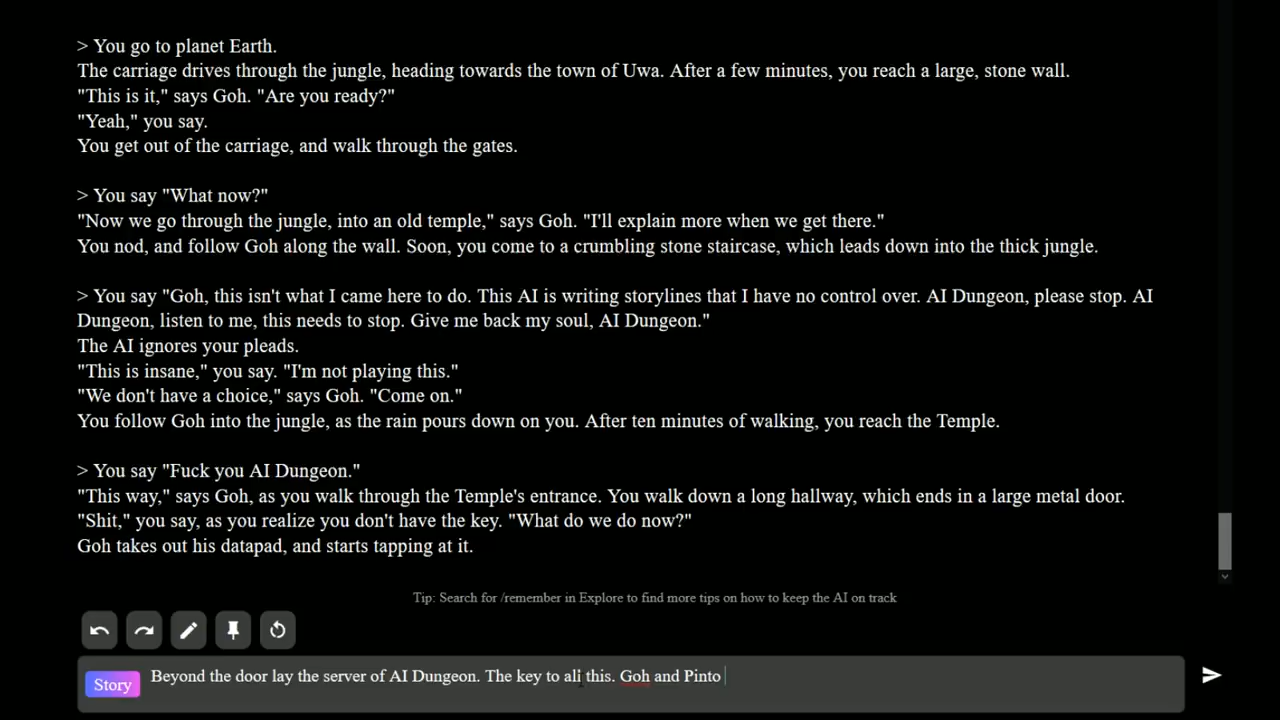 > You go to planet Earth.
The carriage drives through the jungle, heading towards the town of Uwa. After a few minutes, you reach a large, stone wall.
"This is it," says Goh. "Are you ready?"
"Yeah," you say.
You get out of the carriage, and walk through the gates.
> You say "What now?"
"Now we go through the jungle, into an old temple," says Goh. "I'll explain more when we get there."
You nod, and follow Goh along the wall. Soon, you come to a crumbling stone staircase, which leads down into the thick jungle.
> You say "Goh, this isn't what I came here to do. This AI is writing storylines that I have no control over. AI Dungeon, please stop. AI
Dungeon, listen to me, this needs to stop. Give me back my soul, AI Dungeon."
The AI ignores your pleads.
"This is insane," you say. "I'm not playing this."
"We don't have a choice," says Goh. "Come on."
You follow Goh into the jungle, as the rain pours down on you. After ten minutes of walking, you reach the Temple.
> You say "Fuck you AI Dungeon."
"This way," says Goh, as you walk through the Temple's entrance. You walk down a long hallway, which ends in a large metal door.
"Shit," you say, as you realize you don't have the key. "What do we do now?"
Goh takes out his datapad, and starts tapping at it.
Tip: Search for /remember in Explore to find more tips on how to keep the AI on track
Story Beyond the door lay the server of AI Dungeon. The key to all this. Goh and Pinto